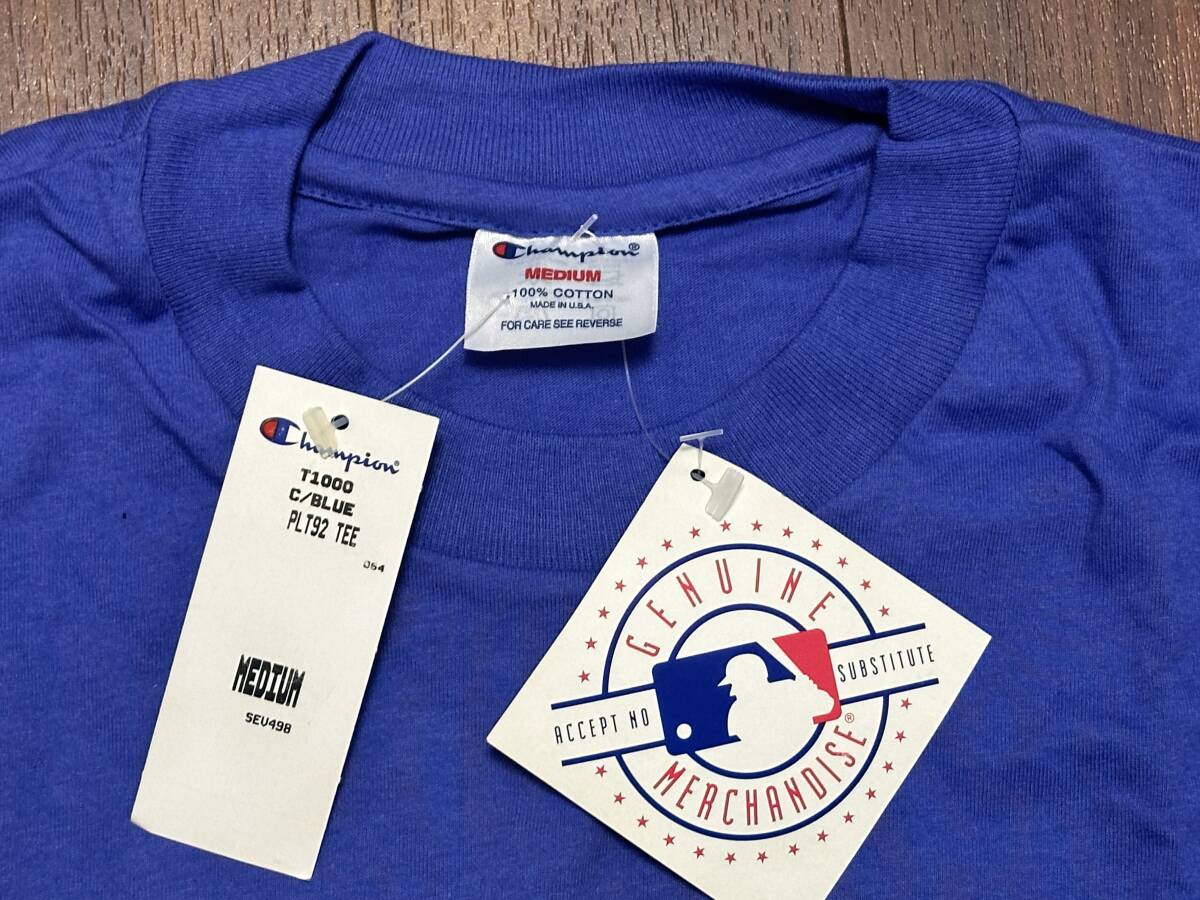 Champion®
MEDIUM
100% COTTON
MADE IN U.S.A.
FOR CARE SEE REVERSE
Champion®
T1000
C/BLUE
PLT92 TEE
064
MEDIUM
SEV498
GENUINE
ACCEPT NO SUBSTITUTE
MERCHANDISE®